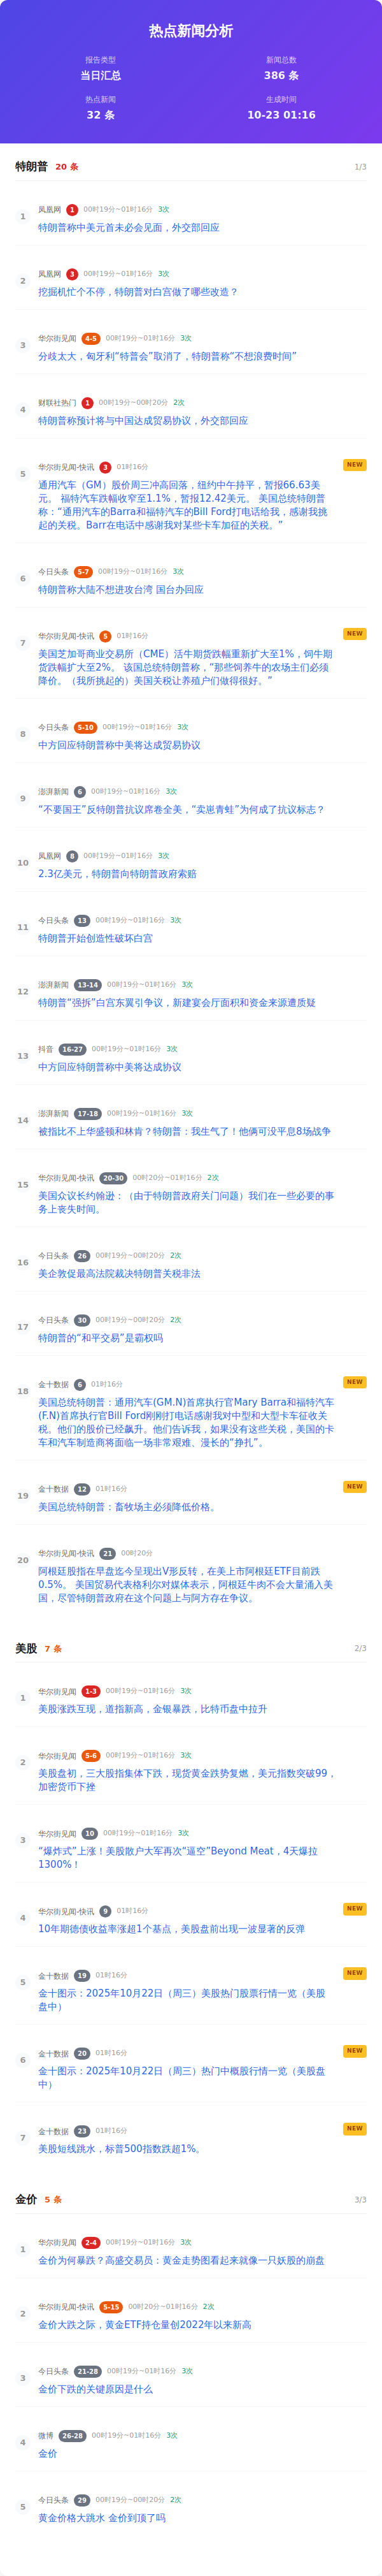 热点新闻分析
报告类型
当日汇总
新闻总数
386 条
热点新闻
32 条
生成时间
10-23 01:16
特朗普 20 条 1/3
1
凤凰网 1 00时19分~01时16分 3次
特朗普称中美元首未必会见面，外交部回应
2
凤凰网 3 00时19分~01时16分 3次
挖掘机忙个不停，特朗普对白宫做了哪些改造？
3
华尔街见闻 4-5 00时19分~01时16分 3次
分歧太大，匈牙利“特普会”取消了，特朗普称“不想浪费时间”
4
财联社热门 1 00时19分~00时20分 2次
特朗普称预计将与中国达成贸易协议，外交部回应
5
华尔街见闻-快讯 3 01时16分 NEW
通用汽车（GM）股价周三冲高回落，纽约中午持平，暂报66.63美
元。 福特汽车跌幅收窄至1.1%，暂报12.42美元。 美国总统特朗
普：“通用汽车的Barra和福特汽车的Bill Ford打电话给我，感谢我挑
起的关税。Barr在电话中感谢我对某些卡车加征的关税。”
6
今日头条 5-7 00时19分~01时16分 3次
特朗普称大陆不想进攻台湾 国台办回应
7
华尔街见闻-快讯 5 01时16分 NEW
美国芝加哥商业交易所（CME）活牛期货跌幅重新扩大至1%，饲牛期
货跌幅扩大至2%。 该国总统特朗普称，“那些饲养牛的农场主们必须
降价。（我所挑起的）美国关税让养殖户们做得很好。”
8
今日头条 5-10 00时19分~01时16分 3次
中方回应特朗普称中美将达成贸易协议
9
澎湃新闻 6 00时19分~01时16分 3次
“不要国王”反特朗普抗议席卷全美，“卖崽青蛙”为何成了抗议标志？
10
凤凰网 8 00时19分~01时16分 3次
2.3亿美元，特朗普向特朗普政府索赔
11
今日头条 13 00时19分~01时16分 3次
特朗普开始创造性破坏白宫
12
澎湃新闻 13-14 00时19分~01时16分 3次
特朗普“强拆”白宫东翼引争议，新建宴会厅面积和资金来源遭质疑
13
抖音 16-27 00时19分~01时16分 3次
中方回应特朗普称中美将达成协议
14
澎湃新闻 17-18 00时19分~01时16分 3次
被指比不上华盛顿和林肯？特朗普：我生气了！他俩可没平息8场战争
15
华尔街见闻-快讯 20-30 00时20分~01时16分 2次
美国众议长约翰逊：（由于特朗普政府关门问题）我们在一些必要的事
务上丧失时间。
16
今日头条 26 00时19分~00时20分 2次
美企敦促最高法院裁决特朗普关税非法
17
今日头条 30 00时19分~00时20分 2次
特朗普的“和平交易”是霸权吗
18
金十数据 6 01时16分 NEW
美国总统特朗普：通用汽车(GM.N)首席执行官Mary Barra和福特汽车
(F.N)首席执行官Bill Ford刚刚打电话感谢我对中型和大型卡车征收关
税。他们的股价已经飙升。他们告诉我，如果没有这些关税，美国的卡
车和汽车制造商将面临一场非常艰难、漫长的“挣扎”。
19
金十数据 12 01时16分 NEW
美国总统特朗普：畜牧场主必须降低价格。
20
华尔街见闻-快讯 21 00时20分
阿根廷股指在早盘迄今呈现出V形反转，在美上市阿根廷ETF目前跌
0.5%。 美国贸易代表格利尔对媒体表示，阿根廷牛肉不会大量涌入美
国，尽管特朗普政府在这个问题上与阿方存在争议。
美股 7 条 2/3
1
华尔街见闻 1-3 00时19分~01时16分 3次
美股涨跌互现，道指新高，金银暴跌，比特币盘中拉升
2
华尔街见闻 5-6 00时19分~01时16分 3次
美股盘初，三大股指集体下跌，现货黄金跌势复燃，美元指数突破99，
加密货币下挫
3
华尔街见闻 10 00时19分~01时16分 3次
“爆炸式”上涨！美股散户大军再次“逼空”Beyond Meat，4天爆拉
1300%！
4
华尔街见闻-快讯 9 01时16分 NEW
10年期德债收益率涨超1个基点，美股盘前出现一波显著的反弹
5
金十数据 19 01时16分 NEW
金十图示：2025年10月22日（周三）美股热门股票行情一览（美股
盘中）
6
金十数据 20 01时16分 NEW
金十图示：2025年10月22日（周三）热门中概股行情一览（美股盘
中）
7
金十数据 23 01时16分 NEW
美股短线跳水，标普500指数跌超1%。
金价 5 条 3/3
1
华尔街见闻 2-4 00时19分~01时16分 3次
金价为何暴跌？高盛交易员：黄金走势图看起来就像一只妖股的崩盘
2
华尔街见闻-快讯 5-15 00时20分~01时16分 2次
金价大跌之际，黄金ETF持仓量创2022年以来新高
3
今日头条 21-28 00时19分~01时16分 3次
金价下跌的关键原因是什么
4
微博 26-28 00时19分~01时16分 3次
金价
5
今日头条 29 00时19分~00时20分 2次
黄金价格大跳水 金价到顶了吗